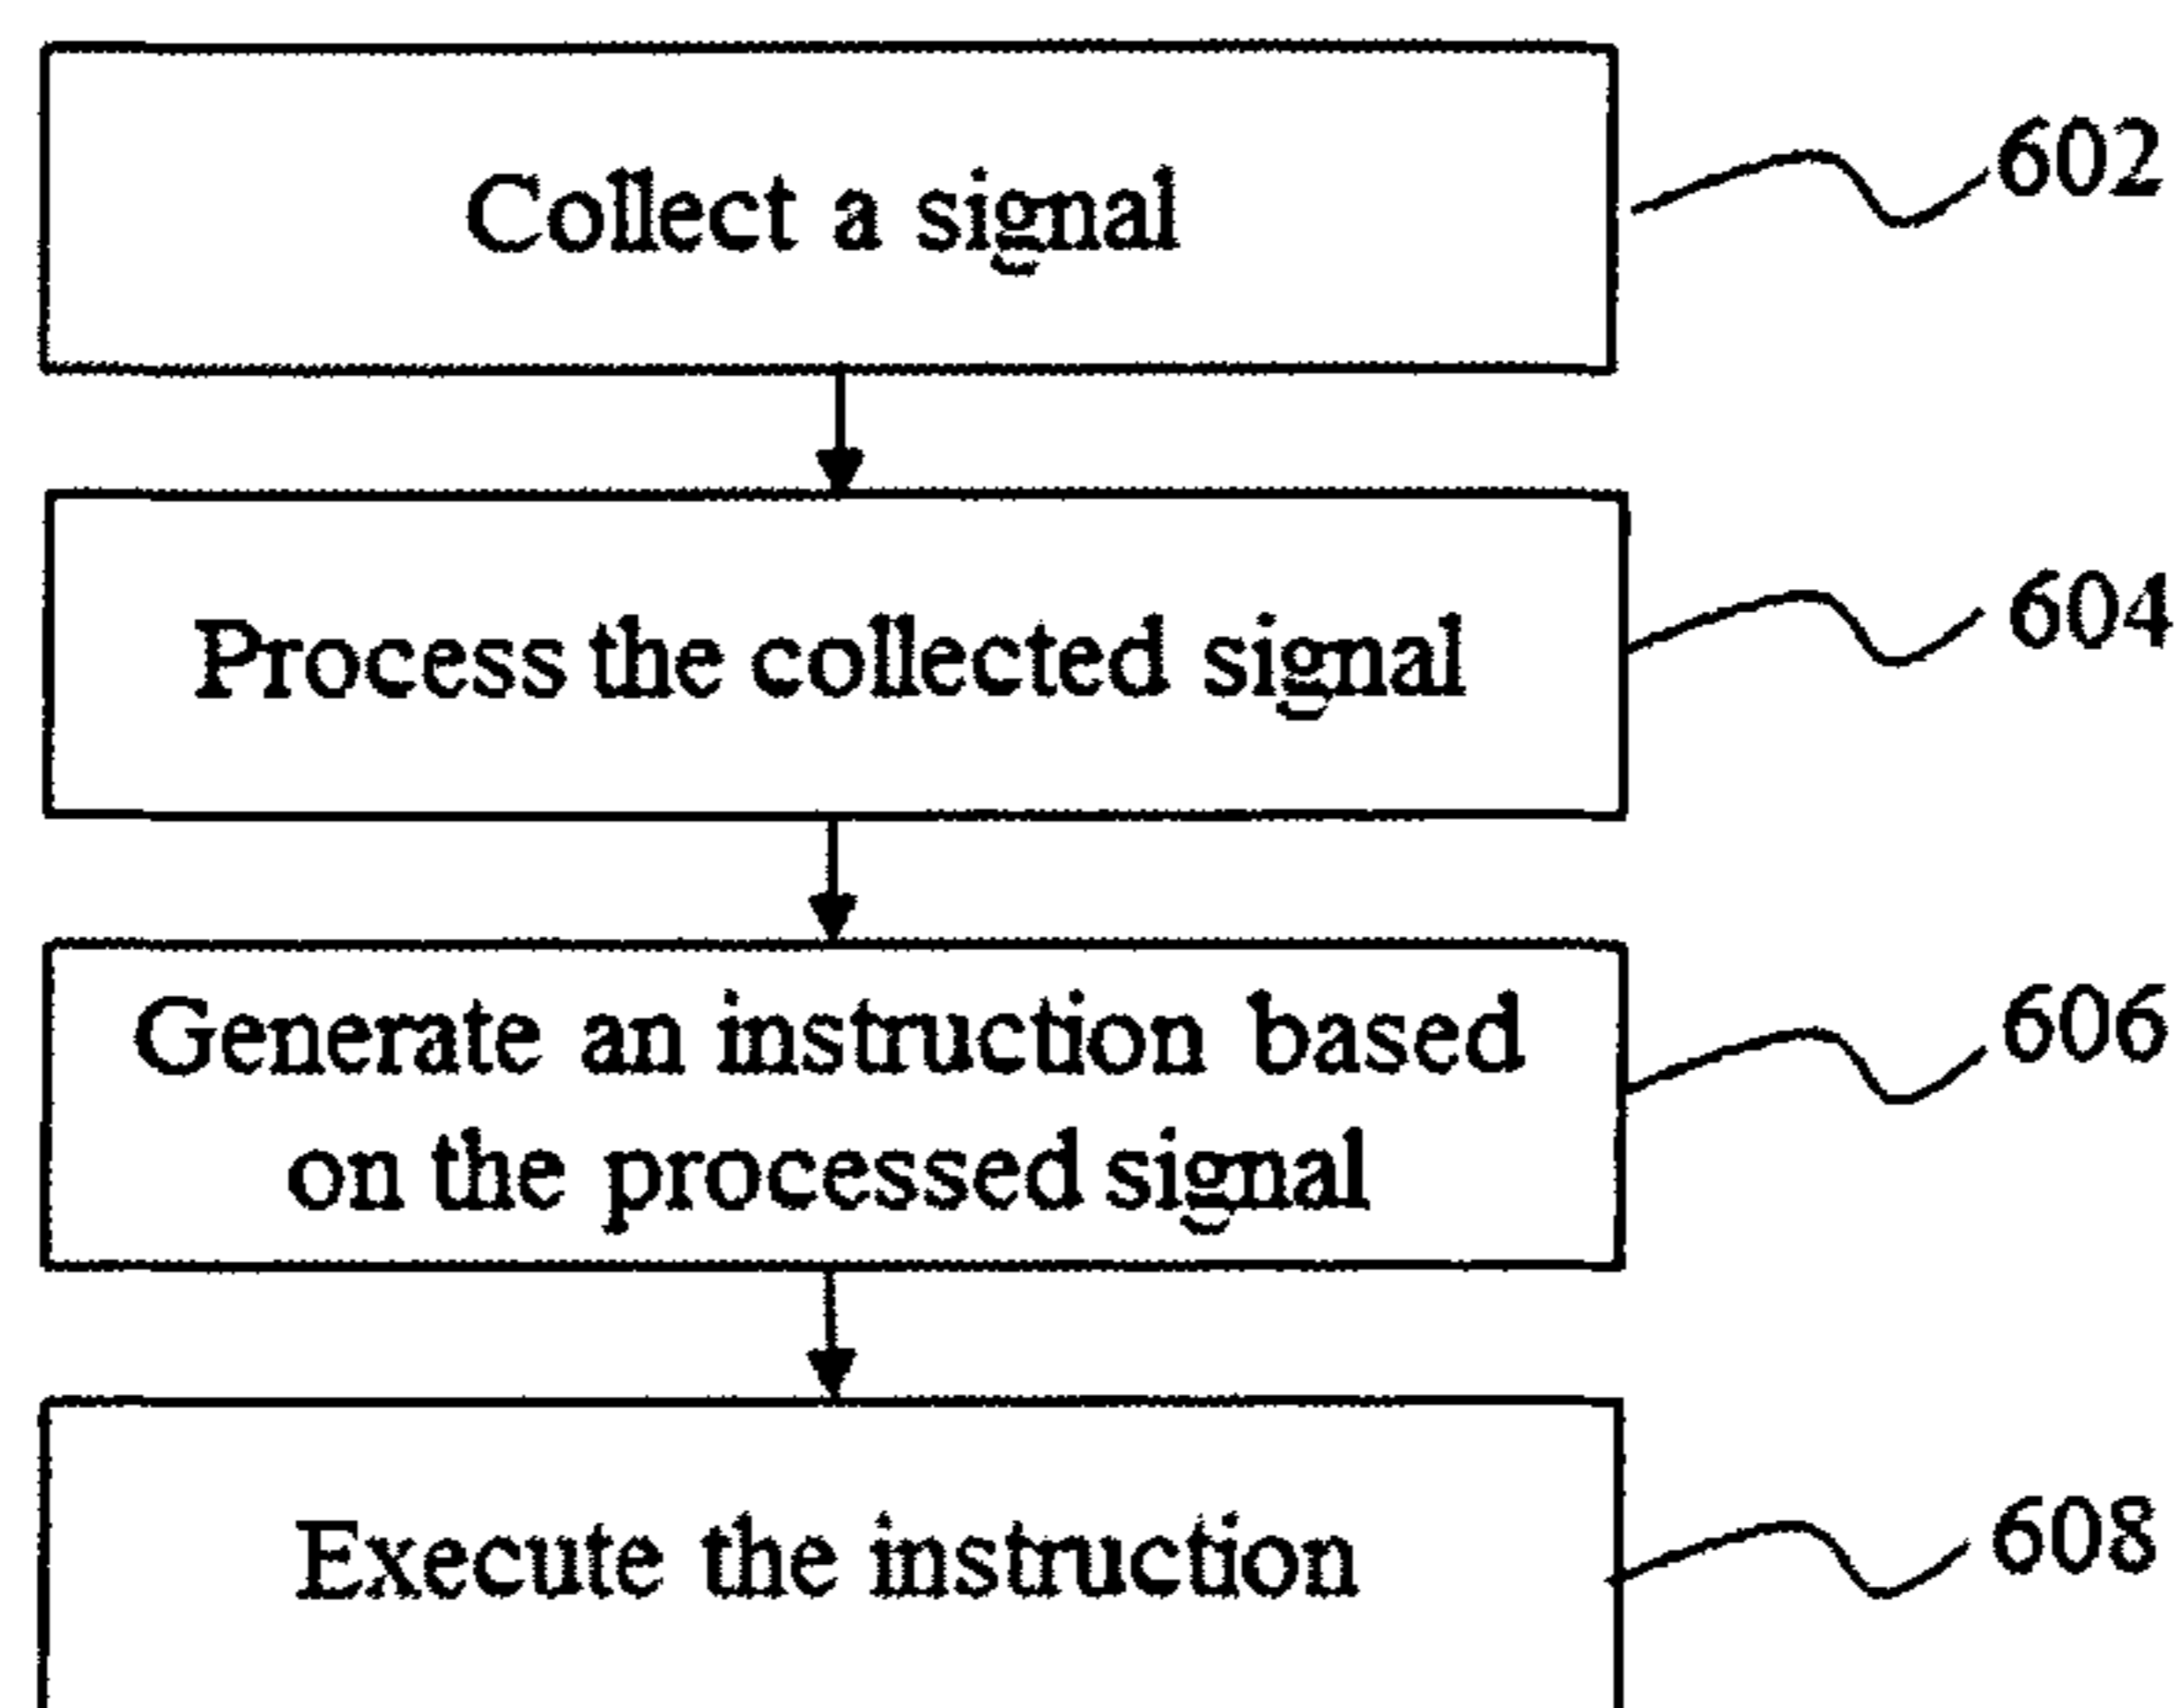 Collect a signal
602
Process the collected signal
604
Generate an instruction based
on the processed signal
606
Execute the instruction
608